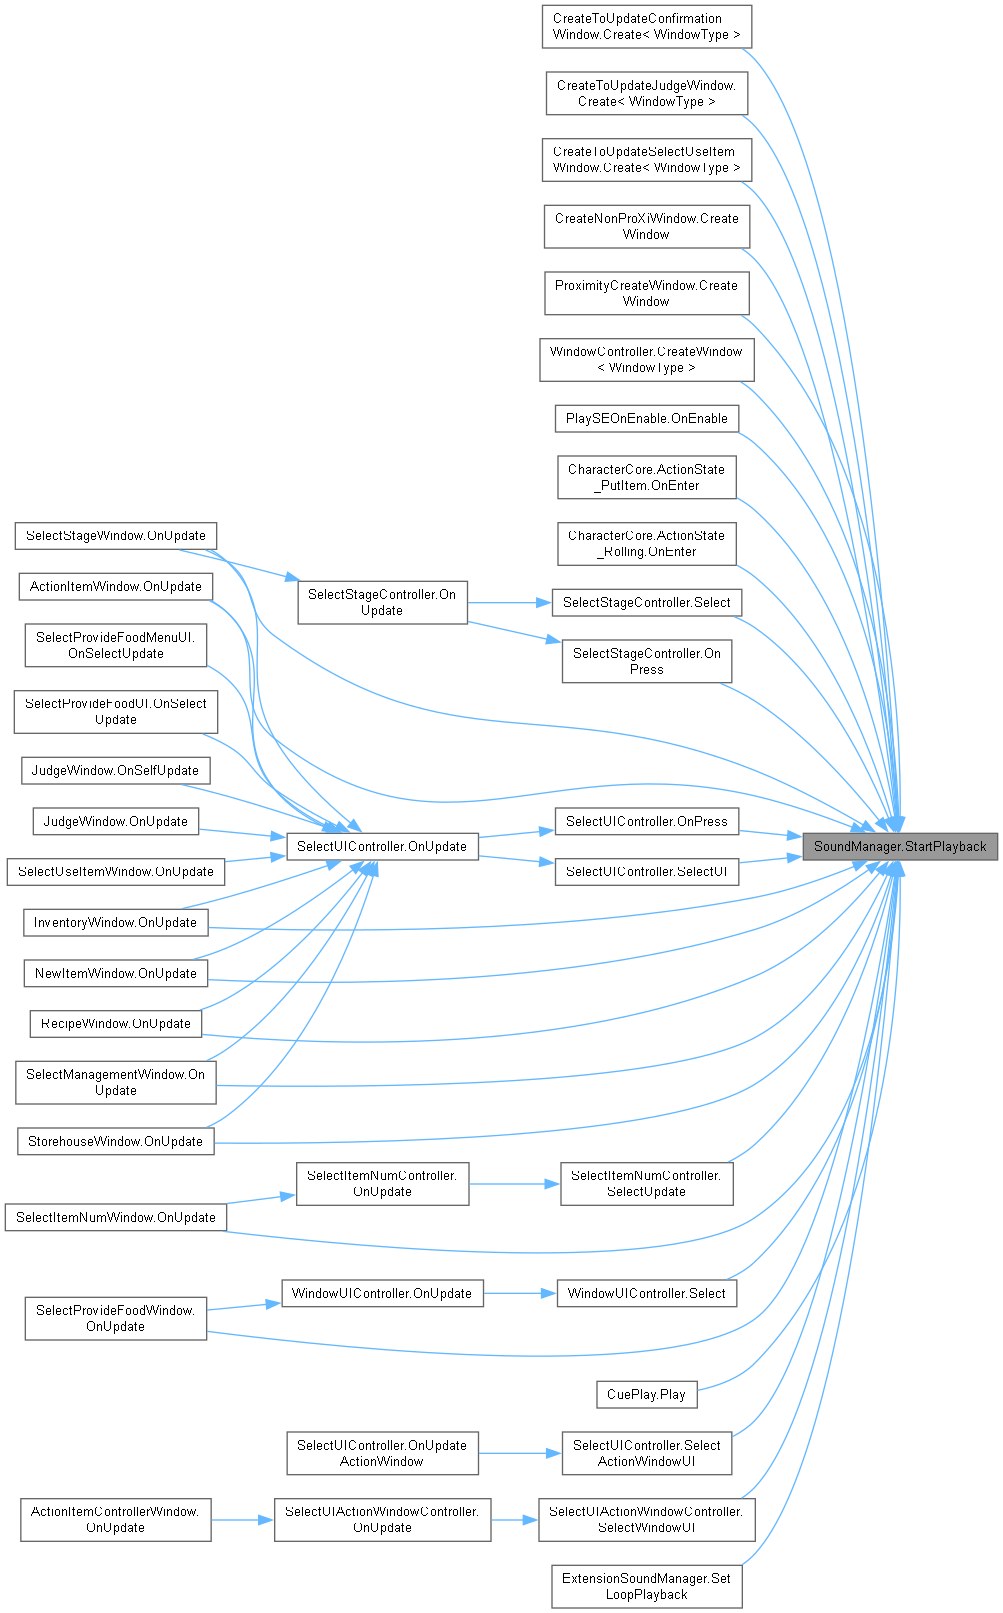 CreateToUpdateConfirmation
Window.Create< WindowType >
CreateToUpdateJudgeWindow.
Create< WindowType >
CreateToUpdateSelectUseItem
Window.Create< WindowType >
CreateNonProXiWindow.Create
Window
ProximityCreateWindow.Create
Window
WindowController.CreateWindow
< WindowType >
PlaySEOnEnable.OnEnable
CharacterCore.ActionState
_PutItem.OnEnter
CharacterCore.ActionState
_Rolling.OnEnter
SelectStageWindow.OnUpdate
ActionItemWindow.OnUpdate
SelectStageController.On
Update
SelectStageController.Select
SelectProvideFoodMenuUI.
OnSelectUpdate
SelectStageController.On
Press
SelectProvideFoodUI.OnSelect
Update
JudgeWindow.OnSelfUpdate
JudgeWindow.OnUpdate
SelectUIController.OnPress
SelectUIController.OnUpdate
SoundManager.StartPlayback
SelectUseItemWindow.OnUpdate
SelectUIController.SelectUI
InventoryWindow.OnUpdate
NewItemWindow.OnUpdate
RecipeWindow.OnUpdate
SelectManagementWindow.On
Update
StorehouseWindow.OnUpdate
SelectItemNumController.
OnUpdate
SelectItemNumController.
SelectUpdate
SelectItemNumWindow.OnUpdate
WindowUIController.OnUpdate
WindowUIController.Select
SelectProvideFoodWindow.
OnUpdate
CuePlay.Play
SelectUIController.OnUpdate
ActionWindow
SelectUIController.Select
ActionWindowUI
ActionItemControllerWindow.
OnUpdate
SelectUIActionWindowController.
OnUpdate
SelectUIActionWindowController.
SelectWindowUI
ExtensionSoundManager.Set
LoopPlayback